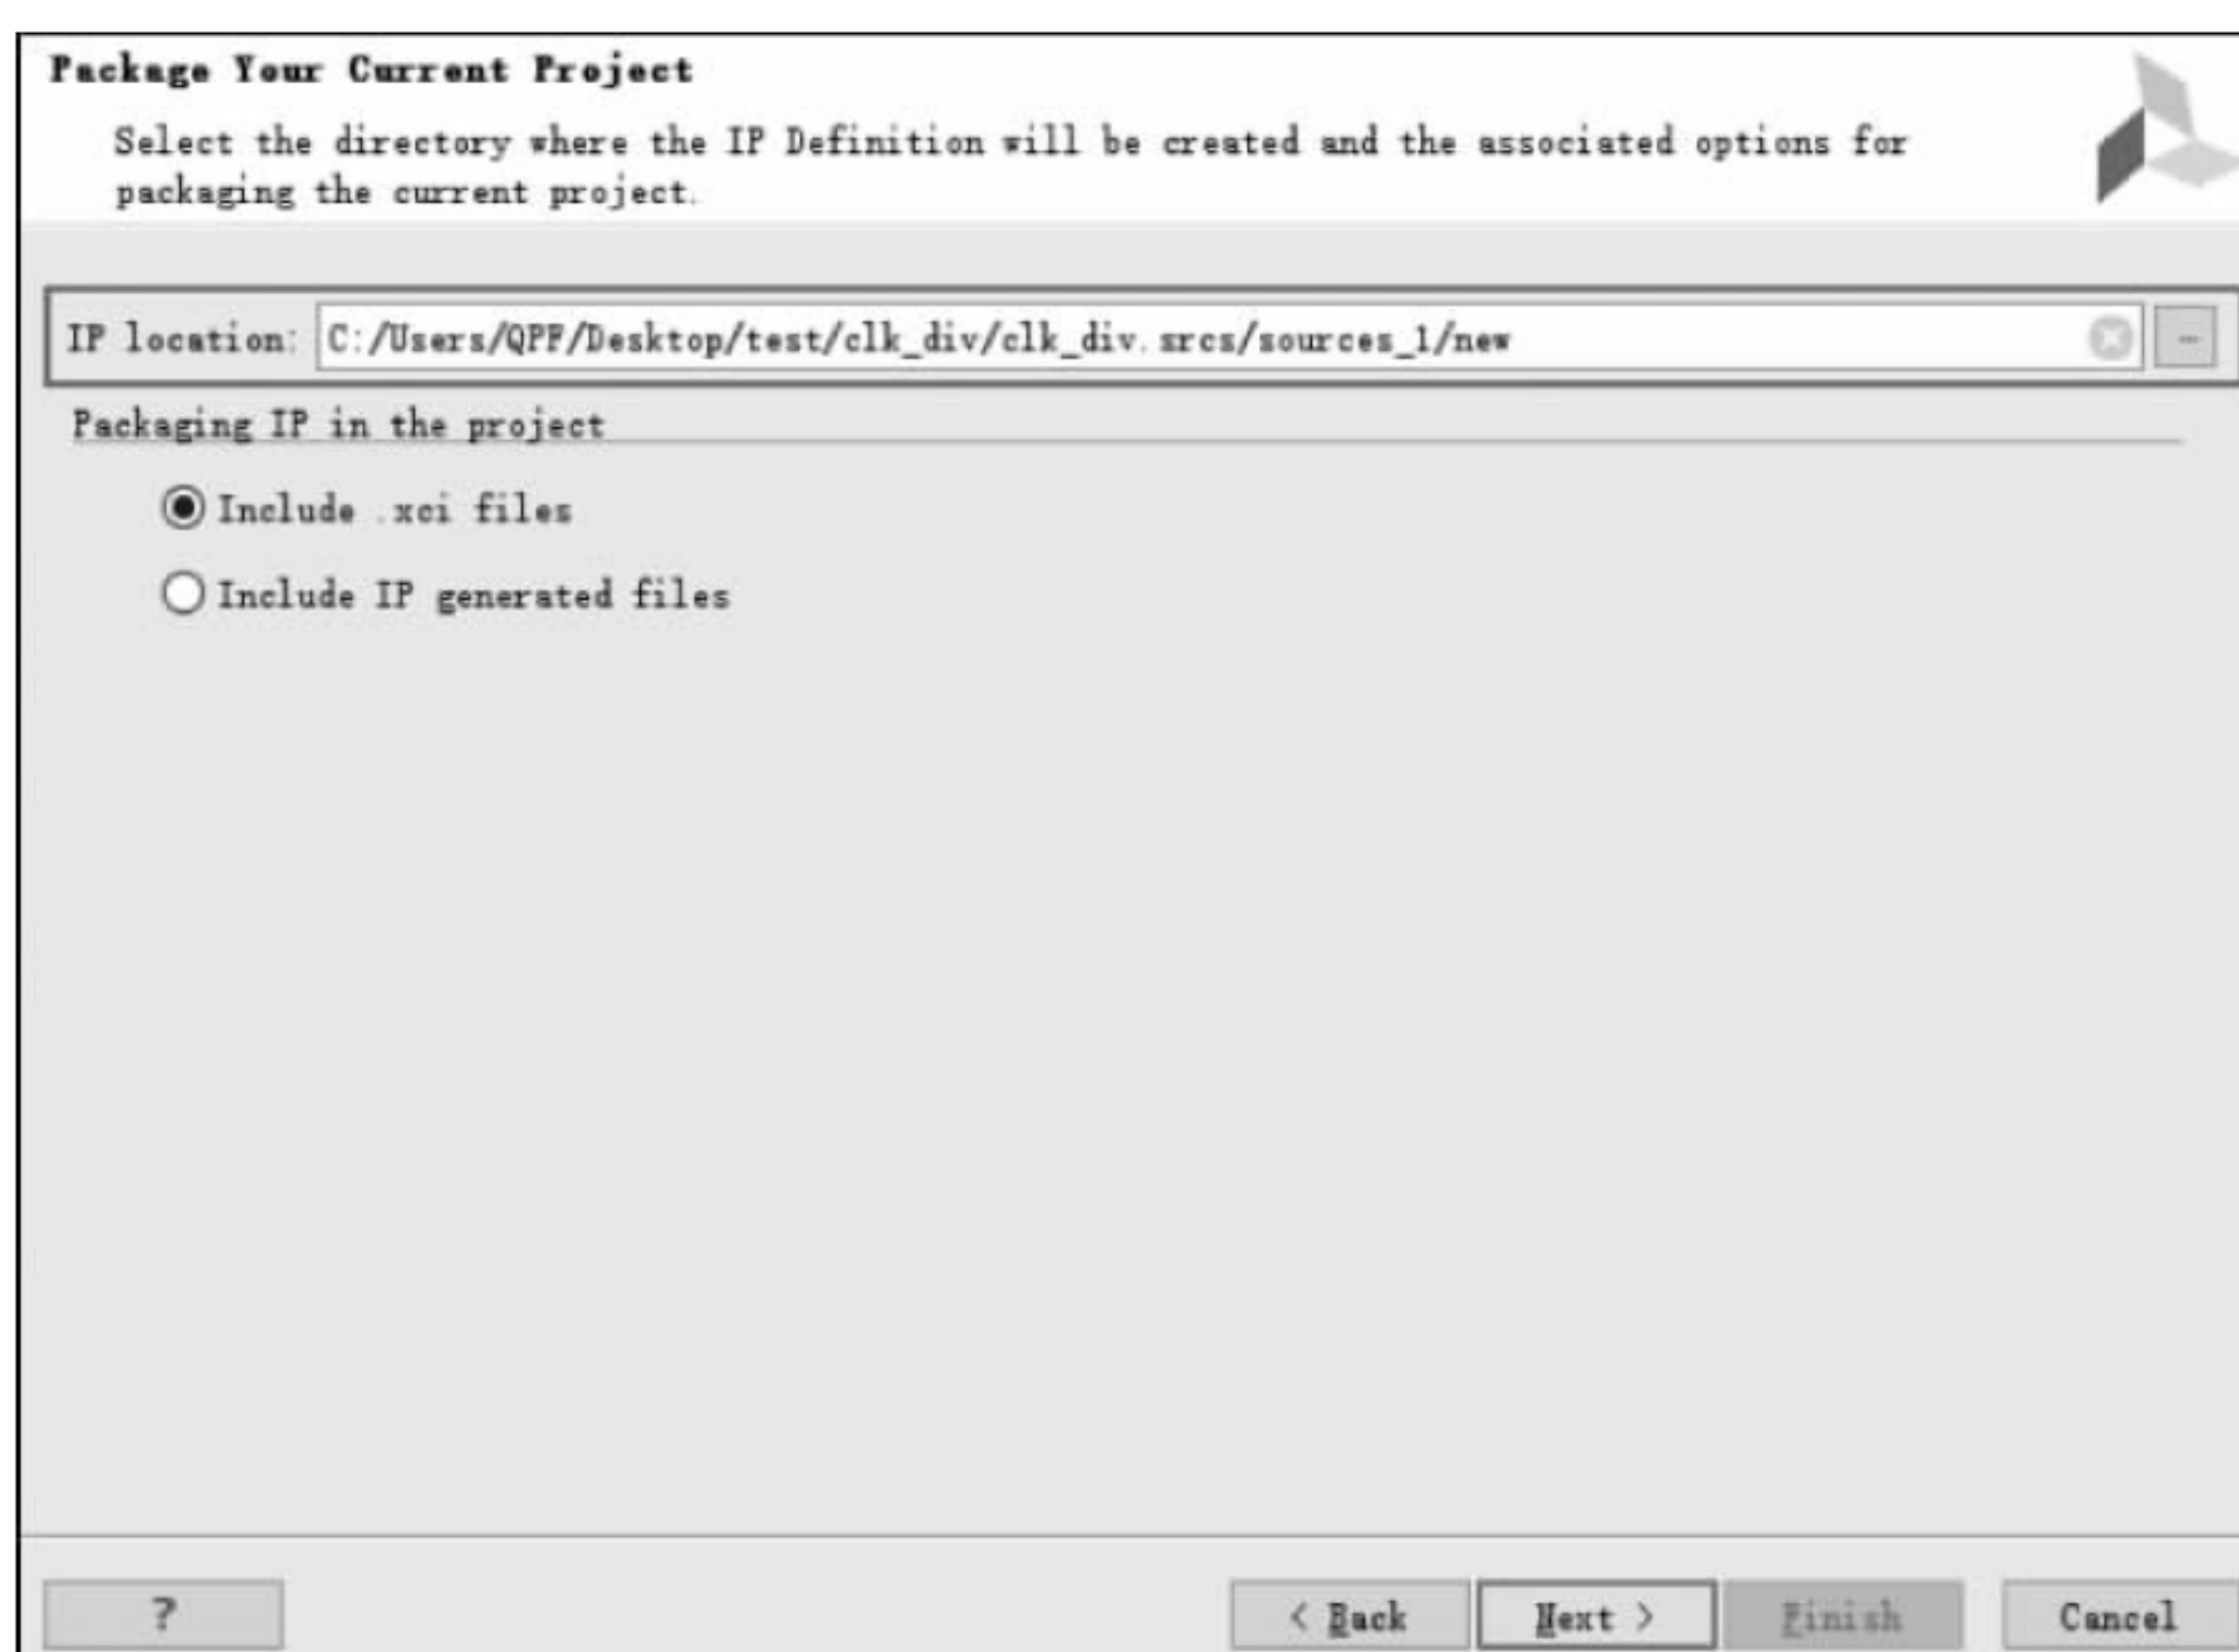 Package Your Current Project
Select the directory where the IP Definition will be created and the associated options for
packaging the current project.
IP location: C:/Users/QPF/Desktop/test/clk_div/clk_div.srcs/sources_1/new
...
Packaging IP in the project
Include .xci files
Include IP generated files
?
< Back
Next >
Finish
Cancel